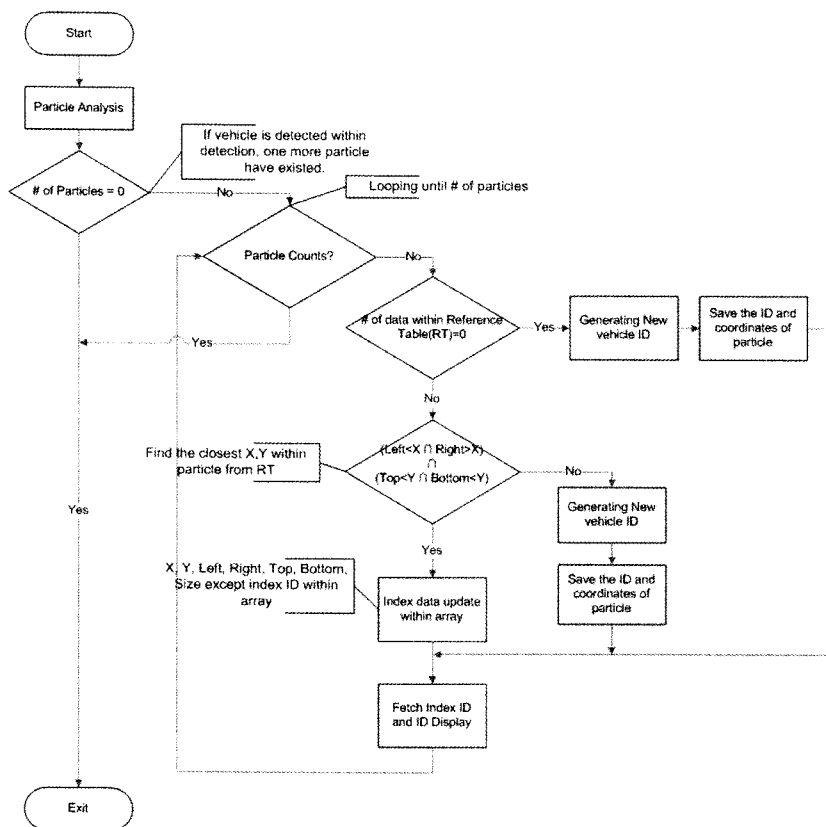 Start
Particle Analysis
If vehicle is detected within
detection, one more particle
have existed.
# of Particles = 0
No
Looping until # of particles
Particle Counts?
No
# of data within Reference
Table(RT)=0
Yes
Generating New
vehicle ID
Save the ID and
coordinates of
particle
Yes
No
Find the closest X,Y within
particle from RT
(Left<X ∩ Right>X)
∩
(Top<Y ∩ Bottom<Y)
No
Generating New
vehicle ID
Yes
Yes
X, Y, Left, Right, Top, Bottom,
Size except index ID within
array
Index data update
within array
Save the ID and
coordinates of
particle
Fetch Index ID
and ID Display
Exit